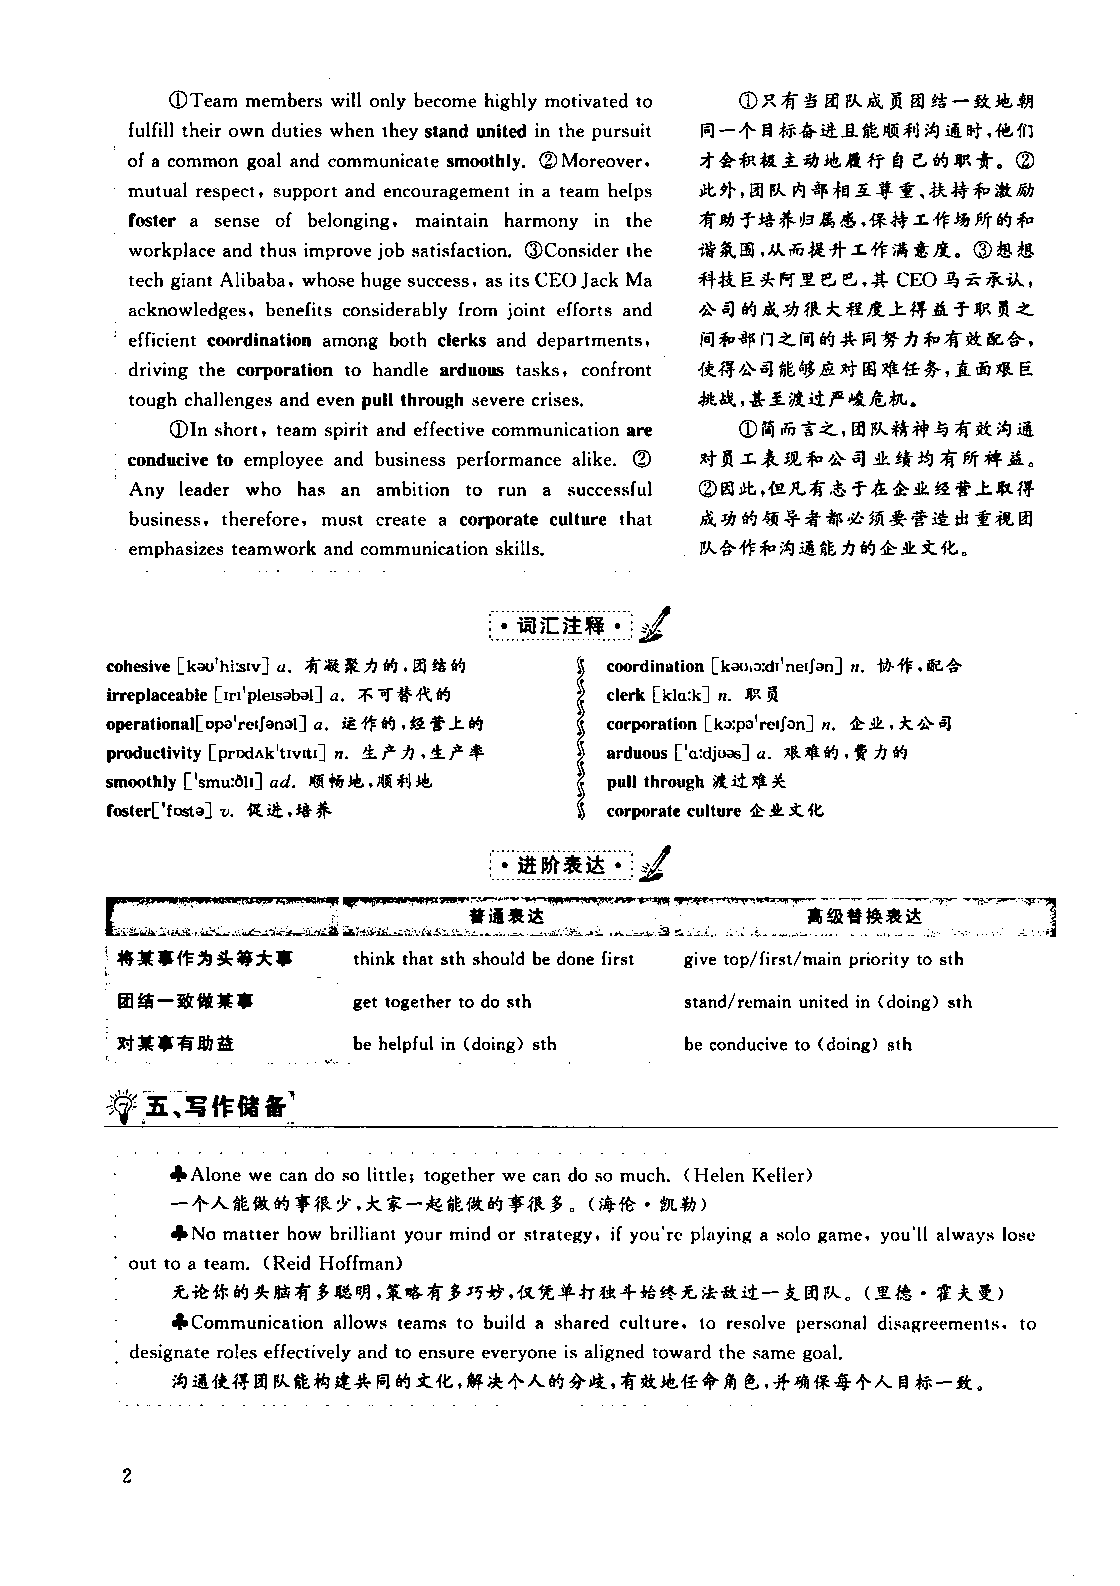 ①Team members will only become highly motivated to
fulfill their own duties when they stand united in the pursuit
of a common goal and communicate smoothly. ②Moreover,
mutual respect, support and encouragement in a team helps
foster a sense of belonging, maintain harmony in the
workplace and thus improve job satisfaction. ③Consider the
tech giant Alibaba, whose huge success, as its CEO Jack Ma
acknowledges, benefits considerably from joint efforts and
efficient coordination among both clerks and departments,
driving the corporation to handle arduous tasks, confront
tough challenges and even pull through severe crises.
①In short, team spirit and effective communication are
conducive to employee and business performance alike. ②
Any leader who has an ambition to run a successful
business, therefore, must create a corporate culture that
emphasizes teamwork and communication skills.
①只有当团队成员团结一致地朝
同一个目标奋进且能顺利沟通时,他们
才会积极主动地履行自己的职责。②
此外,团队内部相互尊重、扶持和激励
有助于培养归属感,保持工作场所的和
谐氛围,从而提升工作满意度。③想想
科技巨头阿里巴巴,其 CEO 马云承认,
公司的成功很大程度上得益于职员之
间和部门之间的共同努力和有效配合,
使得公司能够应对困难任务,直面艰巨
挑战,甚至渡过严峻危机。
①简而言之,团队精神与有效沟通
对员工表现和公司业绩均有所裨益。
②因此,但凡有志于在企业经营上取得
成功的领导者都必须要营造出重视团
队合作和沟通能力的企业文化。
·词汇注释·
cohesive [kəʊˈhiːsɪv] a. 有凝聚力的,团结的
irreplaceable [ɪrɪˈpleɪsəbəl] a. 不可替代的
operational[ɒpəˈreɪʃənəl] a. 运作的,经营上的
productivity [prɒdʌkˈtɪvɪtɪ] n. 生产力,生产率
smoothly [ˈsmuːðlɪ] ad. 顺畅地,顺利地
foster[ˈfɒstə] v. 促进,培养
coordination [kəʊˌɔːdɪˈneɪʃən] n. 协作,配合
clerk [klɑːk] n. 职员
corporation [kɔːpəˈreɪʃən] n. 企业,大公司
arduous [ˈɑːdjʊəs] a. 艰难的,费力的
pull through 渡过难关
corporate culture 企业文化
·进阶表达·
普通表达 高级替换表达
将某事作为头等大事 think that sth should be done first give top/first/main priority to sth
团结一致做某事 get together to do sth stand/remain united in (doing) sth
对某事有助益 be helpful in (doing) sth be conducive to (doing) sth
五、写作储备
♣Alone we can do so little; together we can do so much. (Helen Keller)
一个人能做的事很少,大家一起能做的事很多。(海伦·凯勒)
♣No matter how brilliant your mind or strategy, if you're playing a solo game, you'll always lose
out to a team. (Reid Hoffman)
无论你的头脑有多聪明,策略有多巧妙,仅凭单打独斗始终无法敌过一支团队。(里德·霍夫曼)
♣Communication allows teams to build a shared culture, to resolve personal disagreements, to
designate roles effectively and to ensure everyone is aligned toward the same goal.
沟通使得团队能构建共同的文化,解决个人的分歧,有效地任命角色,并确保每个人目标一致。
2